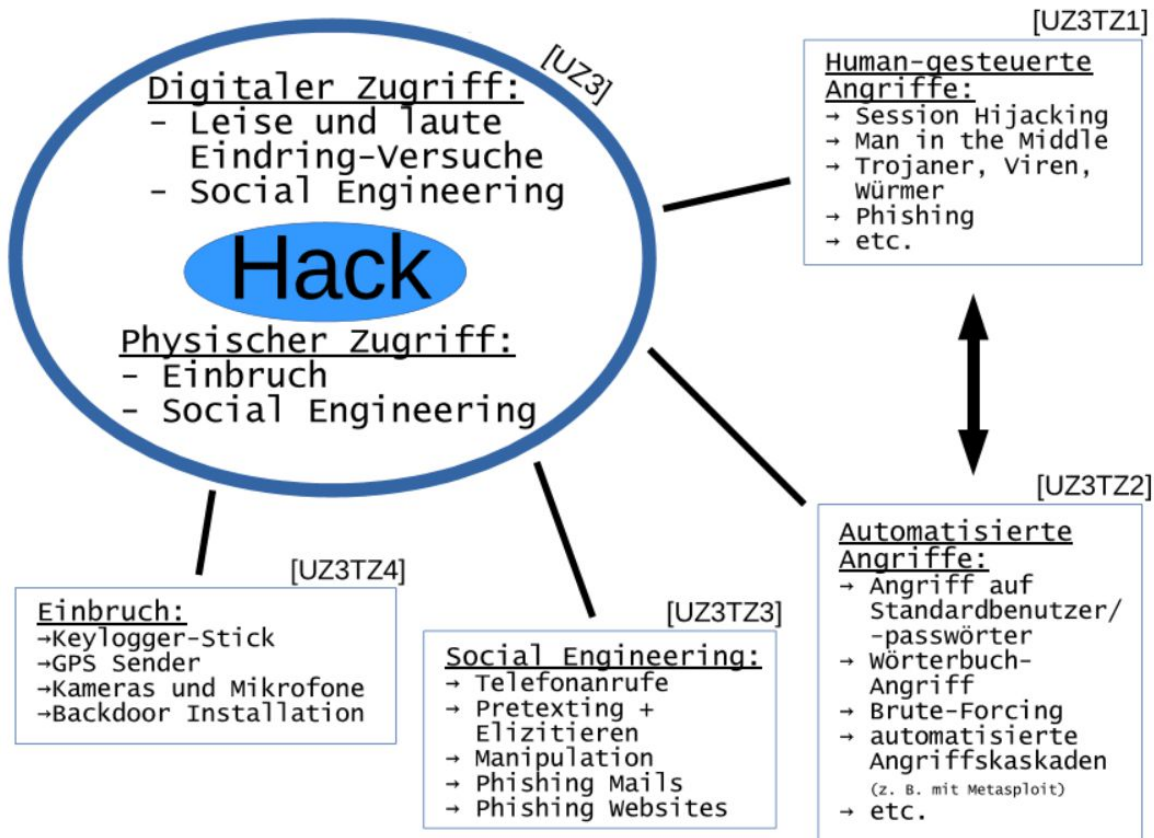 [UZ3]
Digitaler Zugriff:
- Leise und laute
Eindring-Versuche
- Social Engineering
Hack
Physischer Zugriff:
- Einbruch
- Social Engineering
[UZ3TZ1]
Human-gesteuerte
Angriffe:
→ Session Hijacking
→ Man in the Middle
→ Trojaner, Viren,
Würmer
→ Phishing
→ etc.
[UZ3TZ2]
Automatisierte
Angriffe:
→ Angriff auf
Standardbenutzer/
-passwörter
→ Wörterbuch-
Angriff
→ Brute-Forcing
→ automatisierte
Angriffskaskaden
(z. B. mit Metasploit)
→ etc.
[UZ3TZ3]
Social Engineering:
→ Telefonanrufe
→ Pretexting +
Elizitieren
→ Manipulation
→ Phishing Mails
→ Phishing Websites
[UZ3TZ4]
Einbruch:
→Keylogger-Stick
→GPS Sender
→Kameras und Mikrofone
→Backdoor Installation